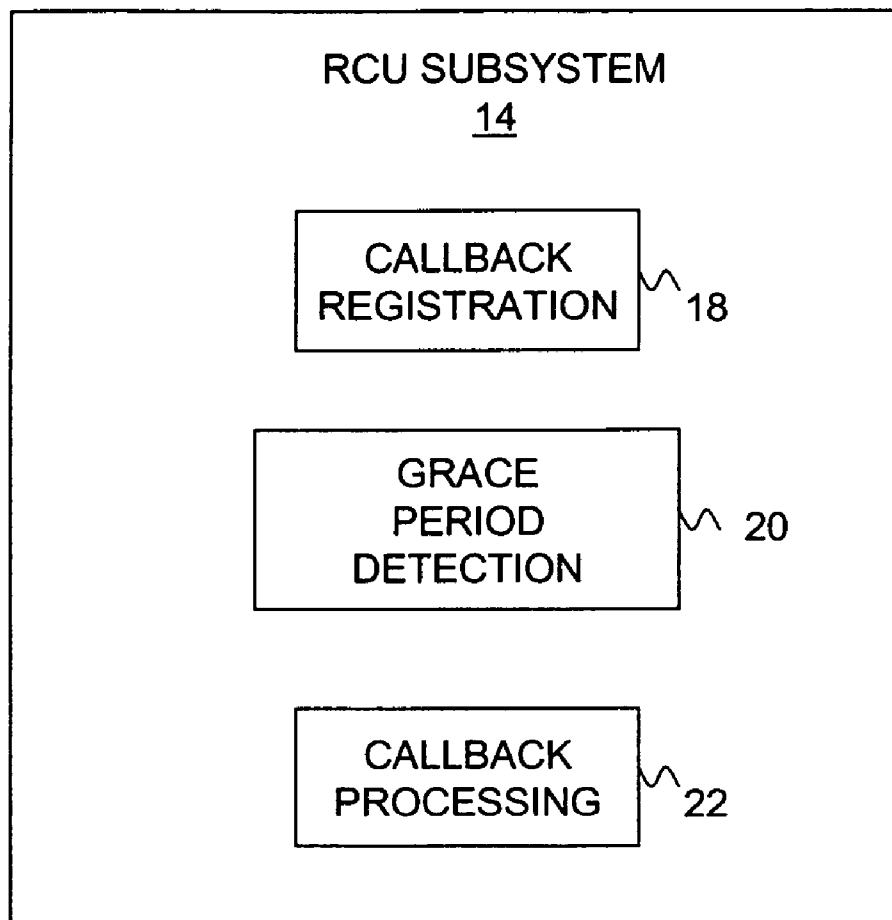 RCU SUBSYSTEM
14
CALLBACK
REGISTRATION
18
GRACE
PERIOD
DETECTION
20
CALLBACK
PROCESSING
22